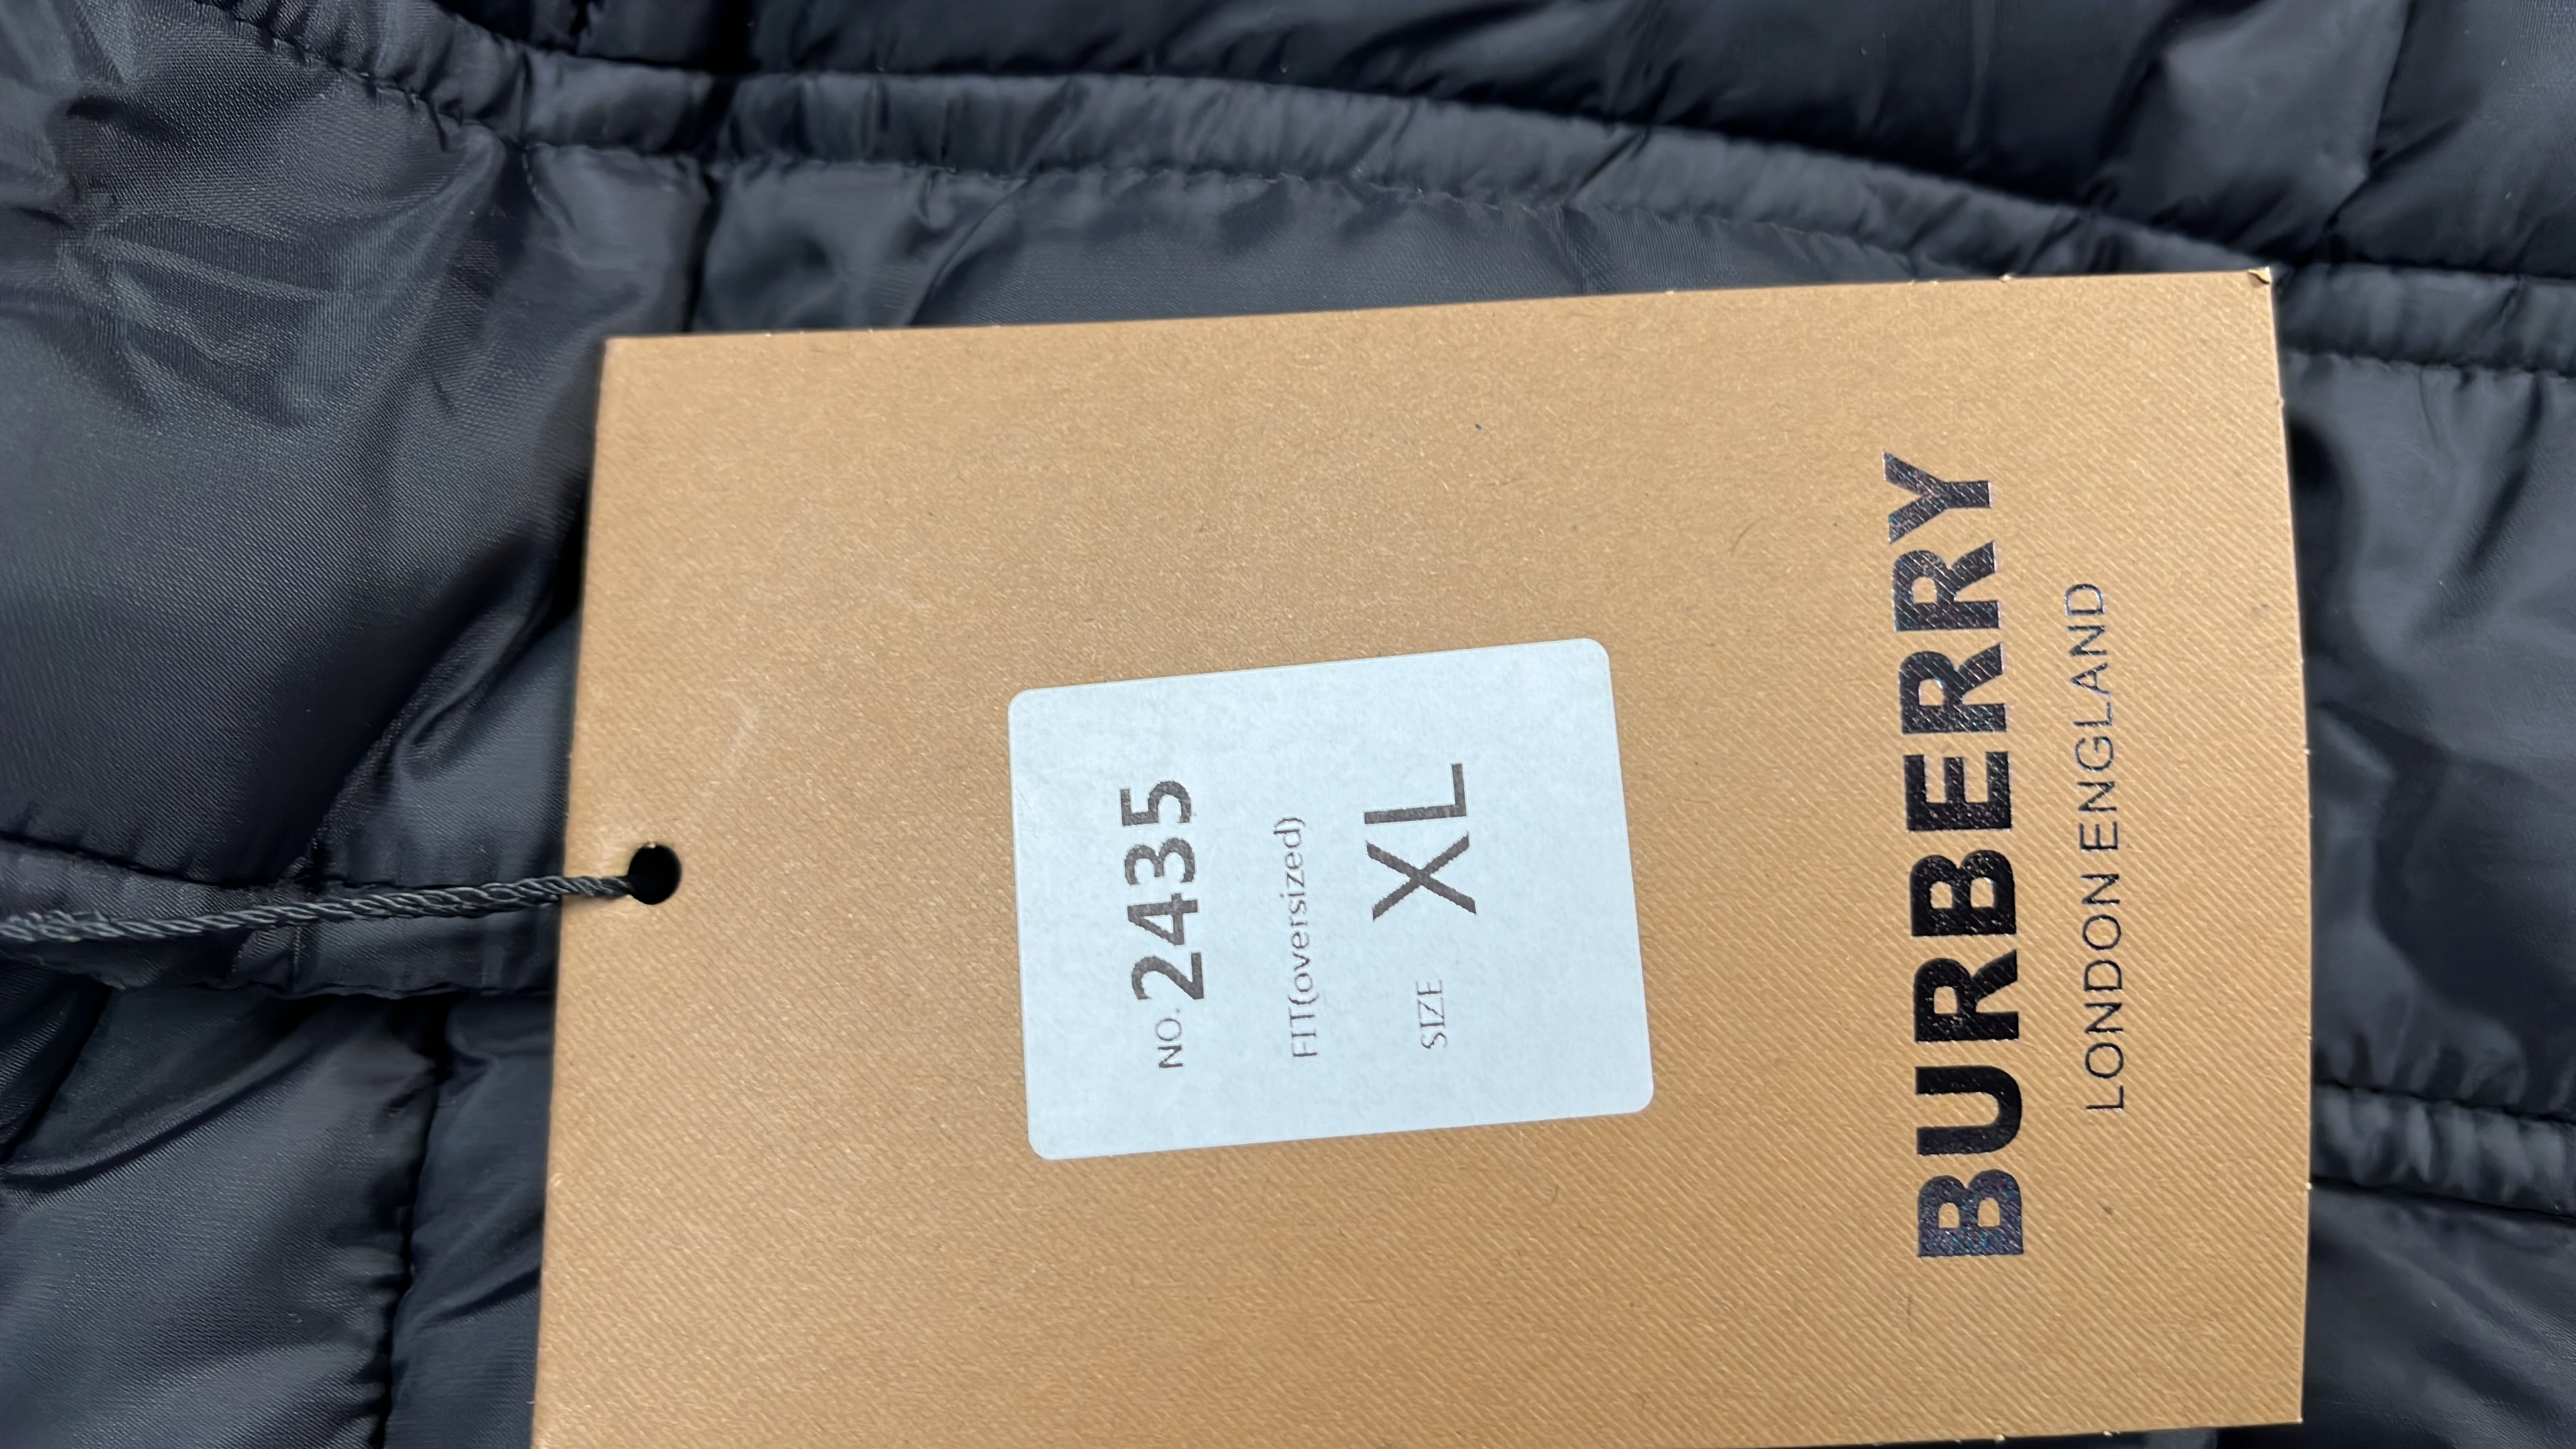 NO. 2435
FIT(oversized)
SIZE XL
BURBERRY
LONDON ENGLAND